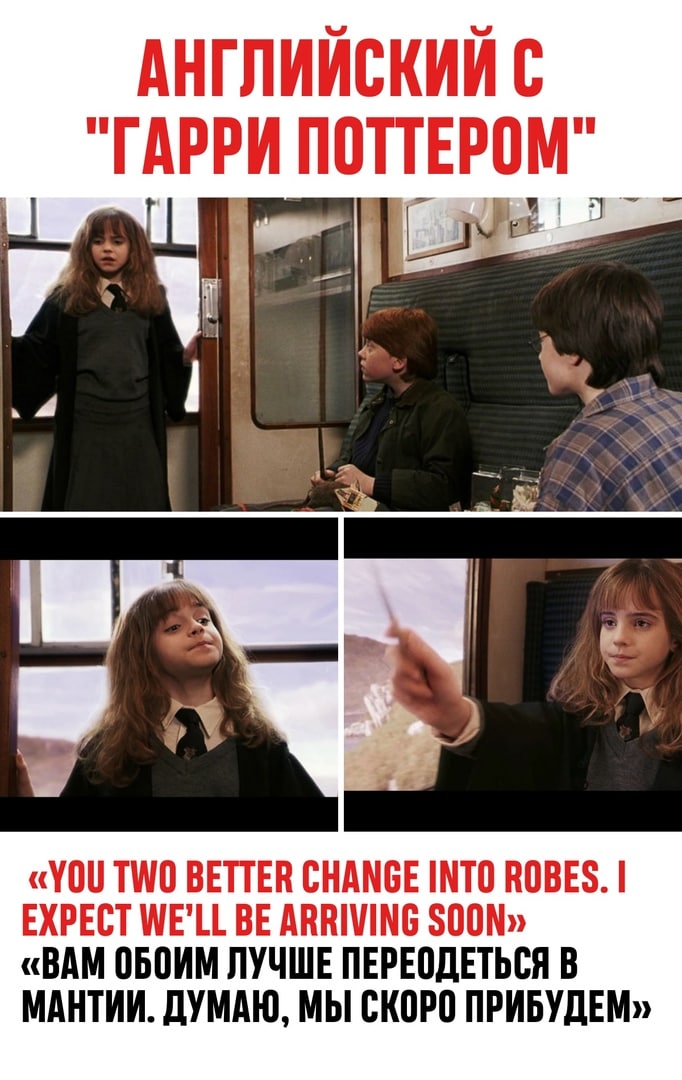 АНГЛИЙСКИЙ С
"ГАРРИ ПОТТЕРОМ"
«YOU TWO BETTER CHANGE INTO ROBES. I
EXPECT WE'LL BE ARRIVING SOON»
«ВАМ ОБОИМ ЛУЧШЕ ПЕРЕОДЕТЬСЯ В
МАНТИИ. ДУМАЮ, МЫ СКОРО ПРИБУДЕМ»